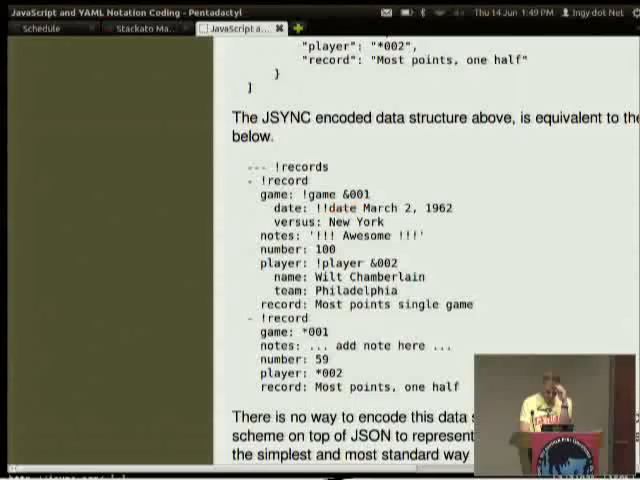 JavaScript and YAML Notation Coding - Pentadactyl
Thu 14 Jun 1:49 PM
Ingy dot Net
Schedule
Stackato Ma...
JavaScript a...
"player": "*002",
"record": "Most points, one half"
}
]
The JSYNC encoded data structure above, is equivalent to the
below.
--- !records
- !record
game: !game &001
date: !!date March 2, 1962
versus: New York
notes: '!!! Awesome !!!'
number: 100
player: !player &002
name: Wilt Chamberlain
team: Philadelphia
record: Most points single game
- !record
game: *001
notes: ... add note here ...
number: 59
player: *002
record: Most points, one half
There is no way to encode this data
scheme on top of JSON to represent
the simplest and most standard way